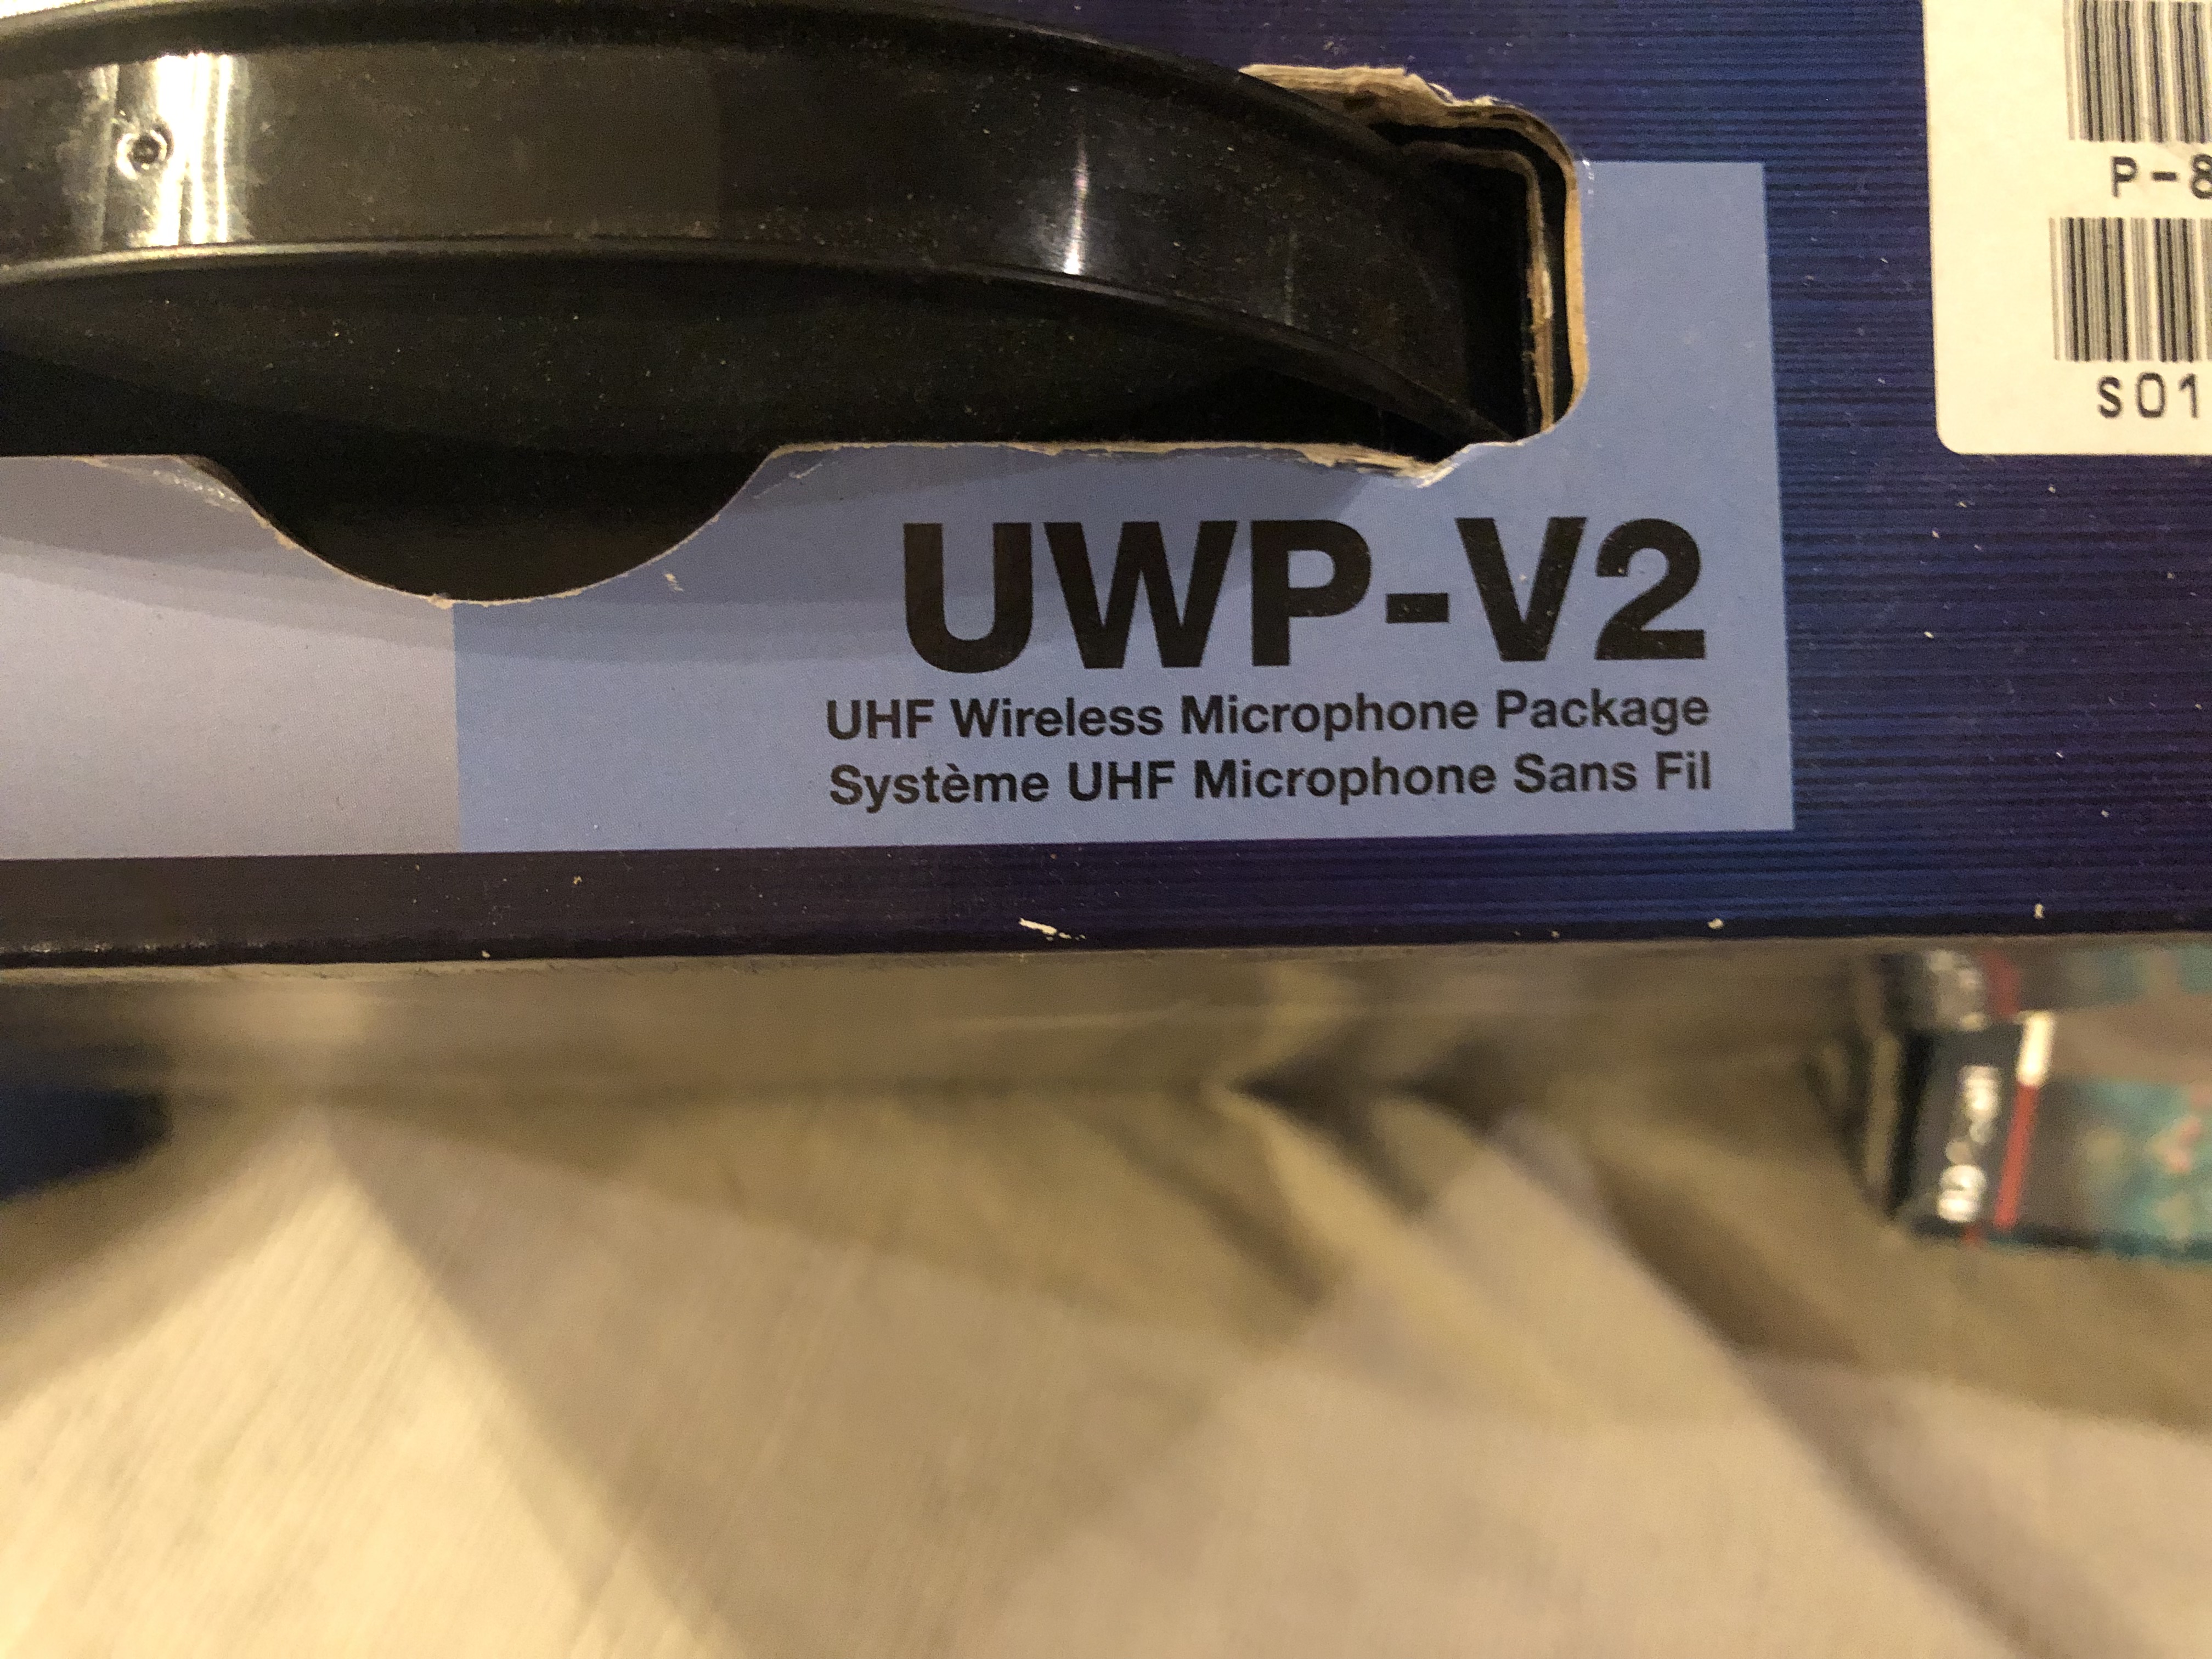 P-8
S01
UWP-V2
UHF Wireless Microphone Package
Système UHF Microphone Sans Fil